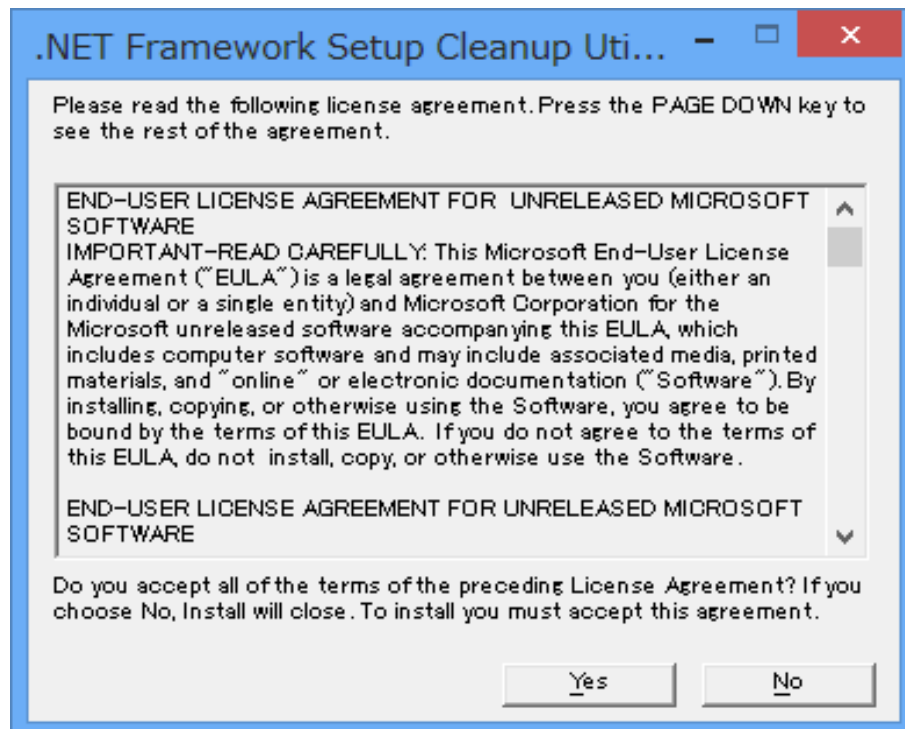 .NET Framework Setup Cleanup Uti...
Please read the following license agreement. Press the PAGE DOWN key to
see the rest of the agreement.
END-USER LICENSE AGREEMENT FOR UNRELEASED MICROSOFT
SOFTWARE
IMPORTANT-READ CAREFULLY: This Microsoft End-User License
Agreement ("EULA") is a legal agreement between you (either an
individual or a single entity) and Microsoft Corporation for the
Microsoft unreleased software accompanying this EULA, which
includes computer software and may include associated media, printed
materials, and "online" or electronic documentation ("Software"). By
installing, copying, or otherwise using the Software, you agree to be
bound by the terms of this EULA. If you do not agree to the terms of
this EULA, do not install, copy, or otherwise use the Software.
END-USER LICENSE AGREEMENT FOR UNRELEASED MICROSOFT
SOFTWARE
Do you accept all of the terms of the preceding License Agreement? If you
choose No, Install will close. To install you must accept this agreement.
Yes No